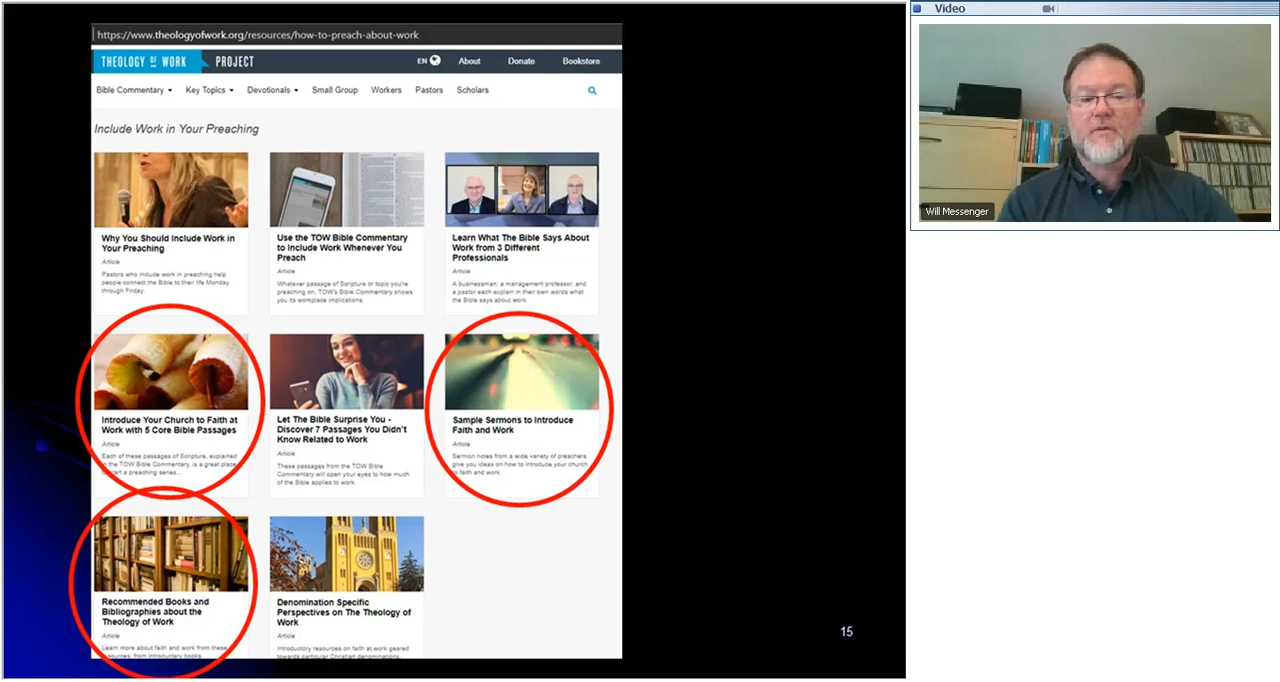 https://www.theologyofwork.org/resources/how-to-preach-about-work
THEOLOGY OF WORK PROJECT
EN About Donate Bookstore
Bible Commentary Key Topics Devotionals Small Group Workers Pastors Scholars
Include Work in Your Preaching
Why You Should Include Work in
Your Preaching
Article
Pastors who include work in preaching help
people connect the Bible to their life Monday
through Friday.
Use the TOW Bible Commentary
to Include Work Whenever You
Preach
Article
Whatever passage of Scripture or topic you're
preaching on, TOW's Bible Commentary shows
you its workplace implications.
Learn What The Bible Says About
Work from 3 Different
Professionals
Article
A businessman, a management professor, and
a pastor each explain in their own words what
the Bible says about work.
Introduce Your Church to Faith at
Work with 5 Core Bible Passages
Article
Each of these passages of Scripture, explained
in the TOW Bible Commentary, is a great place
to start a preaching series...
Let The Bible Surprise You -
Discover 7 Passages You Didn't
Know Related to Work
Article
These passages from the TOW Bible
Commentary will open your eyes to how much
of the Bible applies to work.
Sample Sermons to Introduce
Faith and Work
Article
Sermon notes from a wide variety of preachers
give you ideas on how to introduce your church
to faith and work.
Recommended Books and
Bibliographies about the
Theology of Work
Article
Learn more about faith and work from these
resources, from introductory books
Denomination Specific
Perspectives on The Theology of
Work
Article
Introductory resources on faith at work geared
towards particular Christian denominations.
15
Video
Will Messenger